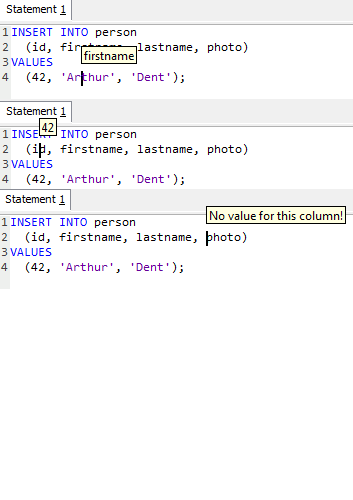 Statement 1
1 INSERT INTO person
2 (id, firstname, lastname, photo)
firstname
3 VALUES
4 (42, 'Arthur', 'Dent');
Statement 1
42
1 INSERT INTO person
2 (id, firstname, lastname, photo)
3 VALUES
4 (42, 'Arthur', 'Dent');
Statement 1
No value for this column!
1 INSERT INTO person
2 (id, firstname, lastname, photo)
3 VALUES
4 (42, 'Arthur', 'Dent');